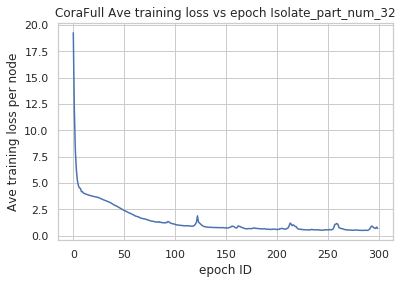 CoraFull Ave training loss vs epoch Isolate_part_num_32
Ave training loss per node
20.0
17.5
15.0
12.5
10.0
7.5
5.0
2.5
0.0
0 50 100 150 200 250 300
epoch ID